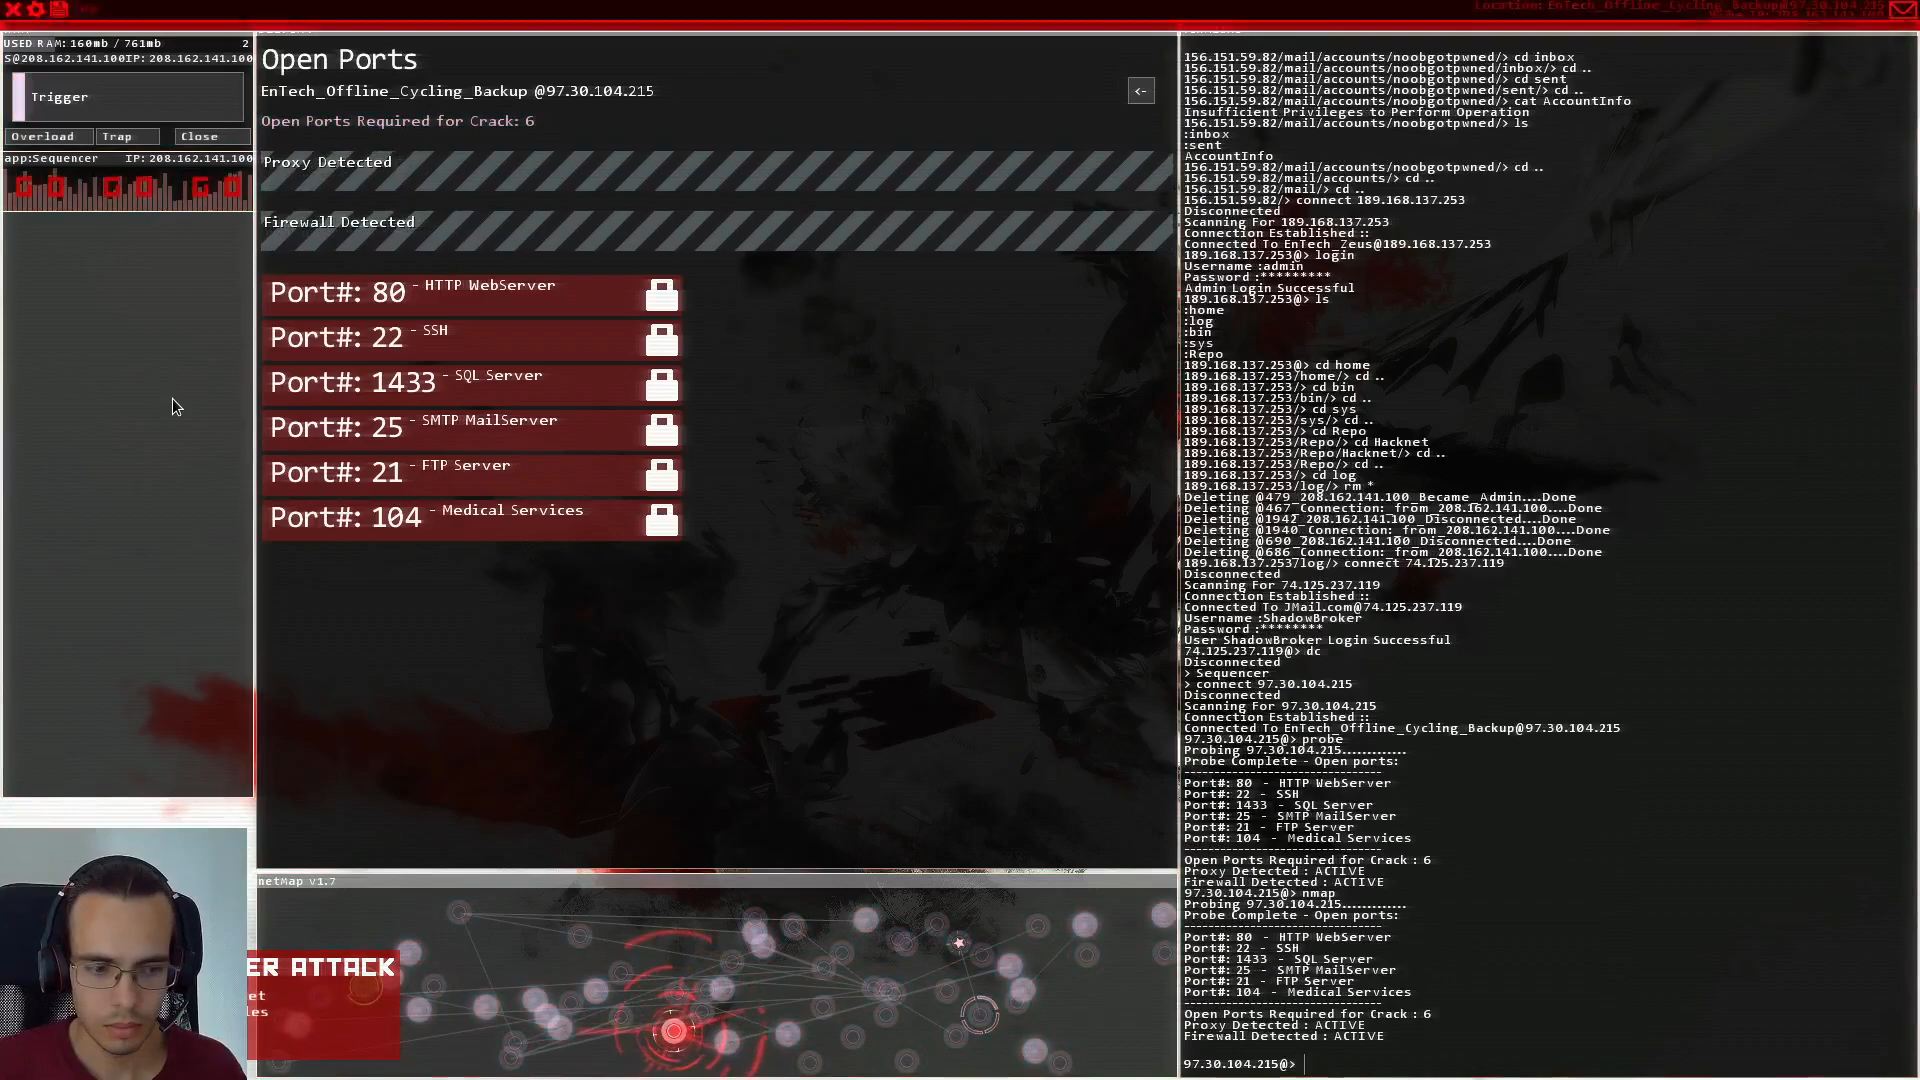 Location: EnTech_Offline_Cycling_Backup@97.30.104.215
USED RAM: 160mb / 761mb 2
S@208.162.141.100IP: 208.162.141.100
Trigger
Overload Trap Close
app:Sequencer IP: 208.162.141.100
GO GO GO
Open Ports
EnTech_Offline_Cycling_Backup @97.30.104.215
<-
Open Ports Required for Crack: 6
Proxy Detected
Firewall Detected
Port#: 80 - HTTP WebServer
Port#: 22 - SSH
Port#: 1433 - SQL Server
Port#: 25 - SMTP MailServer
Port#: 21 - FTP Server
Port#: 104 - Medical Services
netMap v1.7
ER ATTACK
et
les
156.151.59.82/mail/accounts/noobgotpwned/> cd inbox
156.151.59.82/mail/accounts/noobgotpwned/inbox/> cd ..
156.151.59.82/mail/accounts/noobgotpwned/> cd sent
156.151.59.82/mail/accounts/noobgotpwned/sent/> cd ..
156.151.59.82/mail/accounts/noobgotpwned/> cat AccountInfo
Insufficient Privileges to Perform Operation
156.151.59.82/mail/accounts/noobgotpwned/> ls
:inbox
:sent
AccountInfo
156.151.59.82/mail/accounts/noobgotpwned/> cd ..
156.151.59.82/mail/accounts/> cd ..
156.151.59.82/mail/> cd ..
156.151.59.82/> connect 189.168.137.253
Disconnected
Scanning For 189.168.137.253
Connection Established ::
Connected To EnTech_Zeus@189.168.137.253
189.168.137.253@> login
Username :admin
Password :*********
Admin Login Successful
189.168.137.253@> ls
:home
:log
:bin
:sys
:Repo
189.168.137.253@> cd home
189.168.137.253/home/> cd ..
189.168.137.253/> cd bin
189.168.137.253/bin/> cd ..
189.168.137.253/> cd sys
189.168.137.253/sys/> cd ..
189.168.137.253/> cd Repo
189.168.137.253/Repo/> cd Hacknet
189.168.137.253/Repo/Hacknet/> cd ..
189.168.137.253/Repo/> cd ..
189.168.137.253/> cd log
189.168.137.253/log/> rm *
Deleting @479_208.162.141.100_Became_Admin....Done
Deleting @467_Connection:_from_208.162.141.100....Done
Deleting @1942_208.162.141.100_Disconnected....Done
Deleting @1940_Connection:_from_208.162.141.100....Done
Deleting @690_208.162.141.100_Disconnected....Done
Deleting @686_Connection:_from_208.162.141.100....Done
189.168.137.253/log/> connect 74.125.237.119
Disconnected
Scanning For 74.125.237.119
Connection Established ::
Connected To JMail.com@74.125.237.119
Username :ShadowBroker
Password :********
User ShadowBroker Login Successful
74.125.237.119@> dc
Disconnected
> Sequencer
> connect 97.30.104.215
Disconnected
Scanning For 97.30.104.215
Connection Established ::
Connected To EnTech_Offline_Cycling_Backup@97.30.104.215
97.30.104.215@> probe
Probing 97.30.104.215.............
Probe Complete - Open ports:
---------------------------------
Port#: 80 - HTTP WebServer
Port#: 22 - SSH
Port#: 1433 - SQL Server
Port#: 25 - SMTP MailServer
Port#: 21 - FTP Server
Port#: 104 - Medical Services
---------------------------------
Open Ports Required for Crack : 6
Proxy Detected : ACTIVE
Firewall Detected : ACTIVE
97.30.104.215@> nmap
Probing 97.30.104.215.............
Probe Complete - Open ports:
---------------------------------
Port#: 80 - HTTP WebServer
Port#: 22 - SSH
Port#: 1433 - SQL Server
Port#: 25 - SMTP MailServer
Port#: 21 - FTP Server
Port#: 104 - Medical Services
---------------------------------
Open Ports Required for Crack : 6
Proxy Detected : ACTIVE
Firewall Detected : ACTIVE
97.30.104.215@>